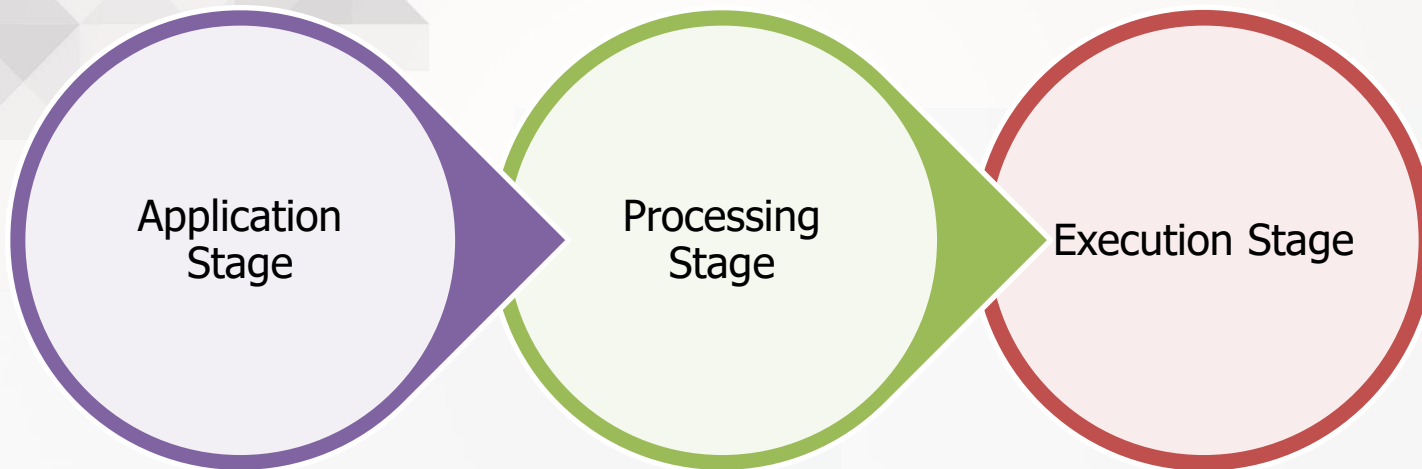 Application
Stage
Processing
Stage
Execution Stage